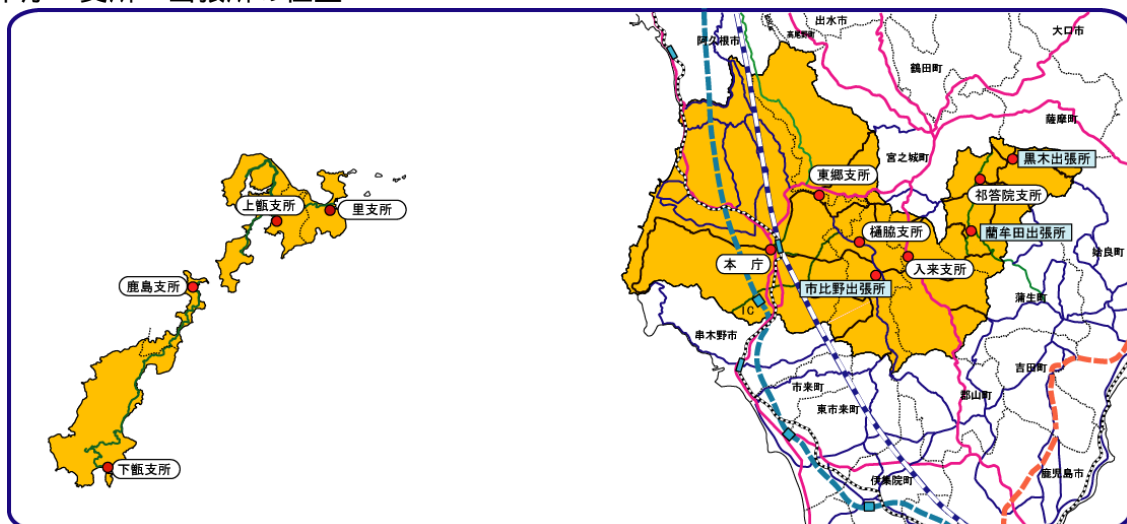 阿久根市
高尾野町
出水市
大口市
鶴田町
薩摩町
宮之城町
黒木出張所
東郷支所
祁答院支所
上甑支所
里支所
樋脇支所
藺牟田出張所
本 庁
入来支所
姶良町
鹿島支所
市比野出張所
蒲生町
IC
串木野市
吉田町
市来町
郡山町
東市来町
下甑支所
伊集院町
鹿児島市